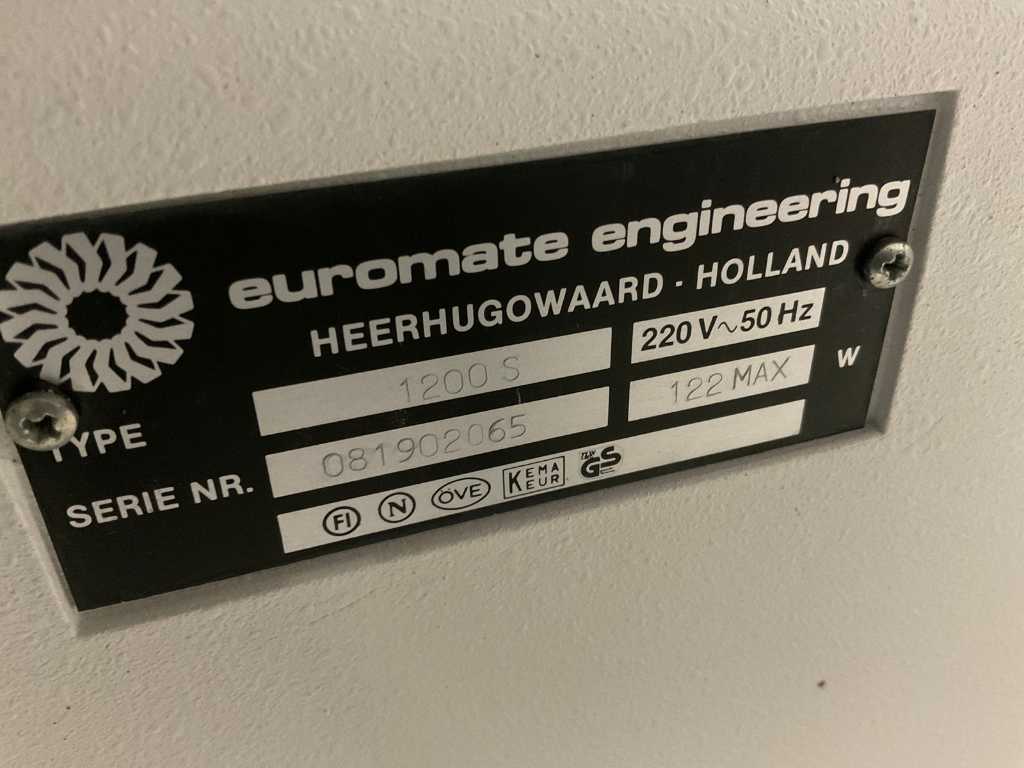 euromate engineering
HEERHUGOWAARD - HOLLAND
TYPE 1200 S 220 V~50 Hz
SERIE NR. 081902065 122 MAX W
FI N ÖVE KEMA KEUR TÜV GS